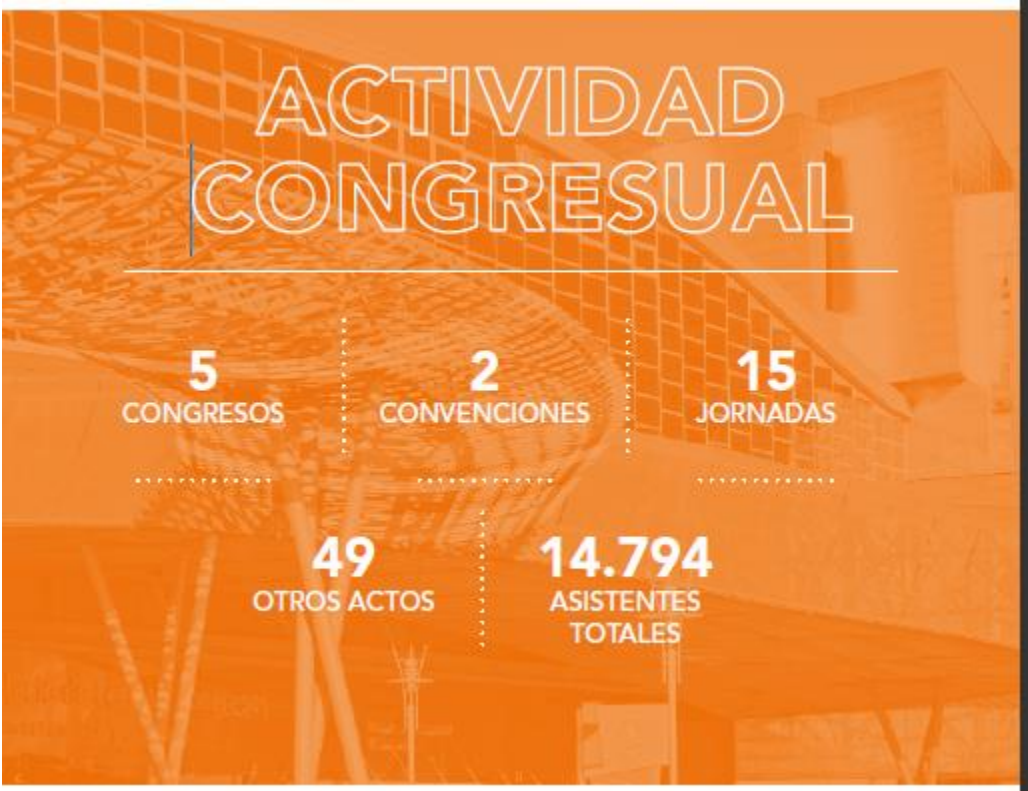 ACTIVIDAD
CONGRESUAL
5
CONGRESOS
2
CONVENCIONES
15
JORNADAS
49
OTROS ACTOS
14.794
ASISTENTES
TOTALES